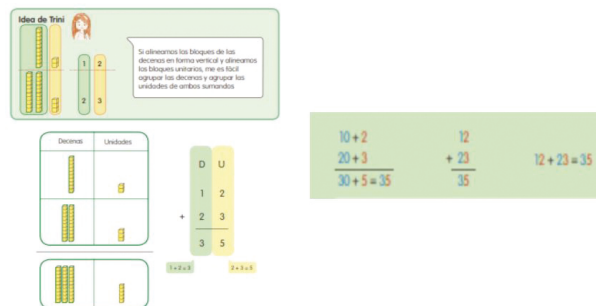 Idea de Trini
1 2
2 3
Si alineamos los bloques de las
decenas en forma vertical y alineamos
los bloques unitarios, me es fácil
agrupar las decenas y agrupar las
unidades de ambos sumandos
Decenas Unidades
D U
1 2
+ 2 3
3 5
1 + 2 = 3 2 + 3 = 5
10 + 2
20 + 3
30 + 5 = 35
12
+ 23
35
12 + 23 = 35